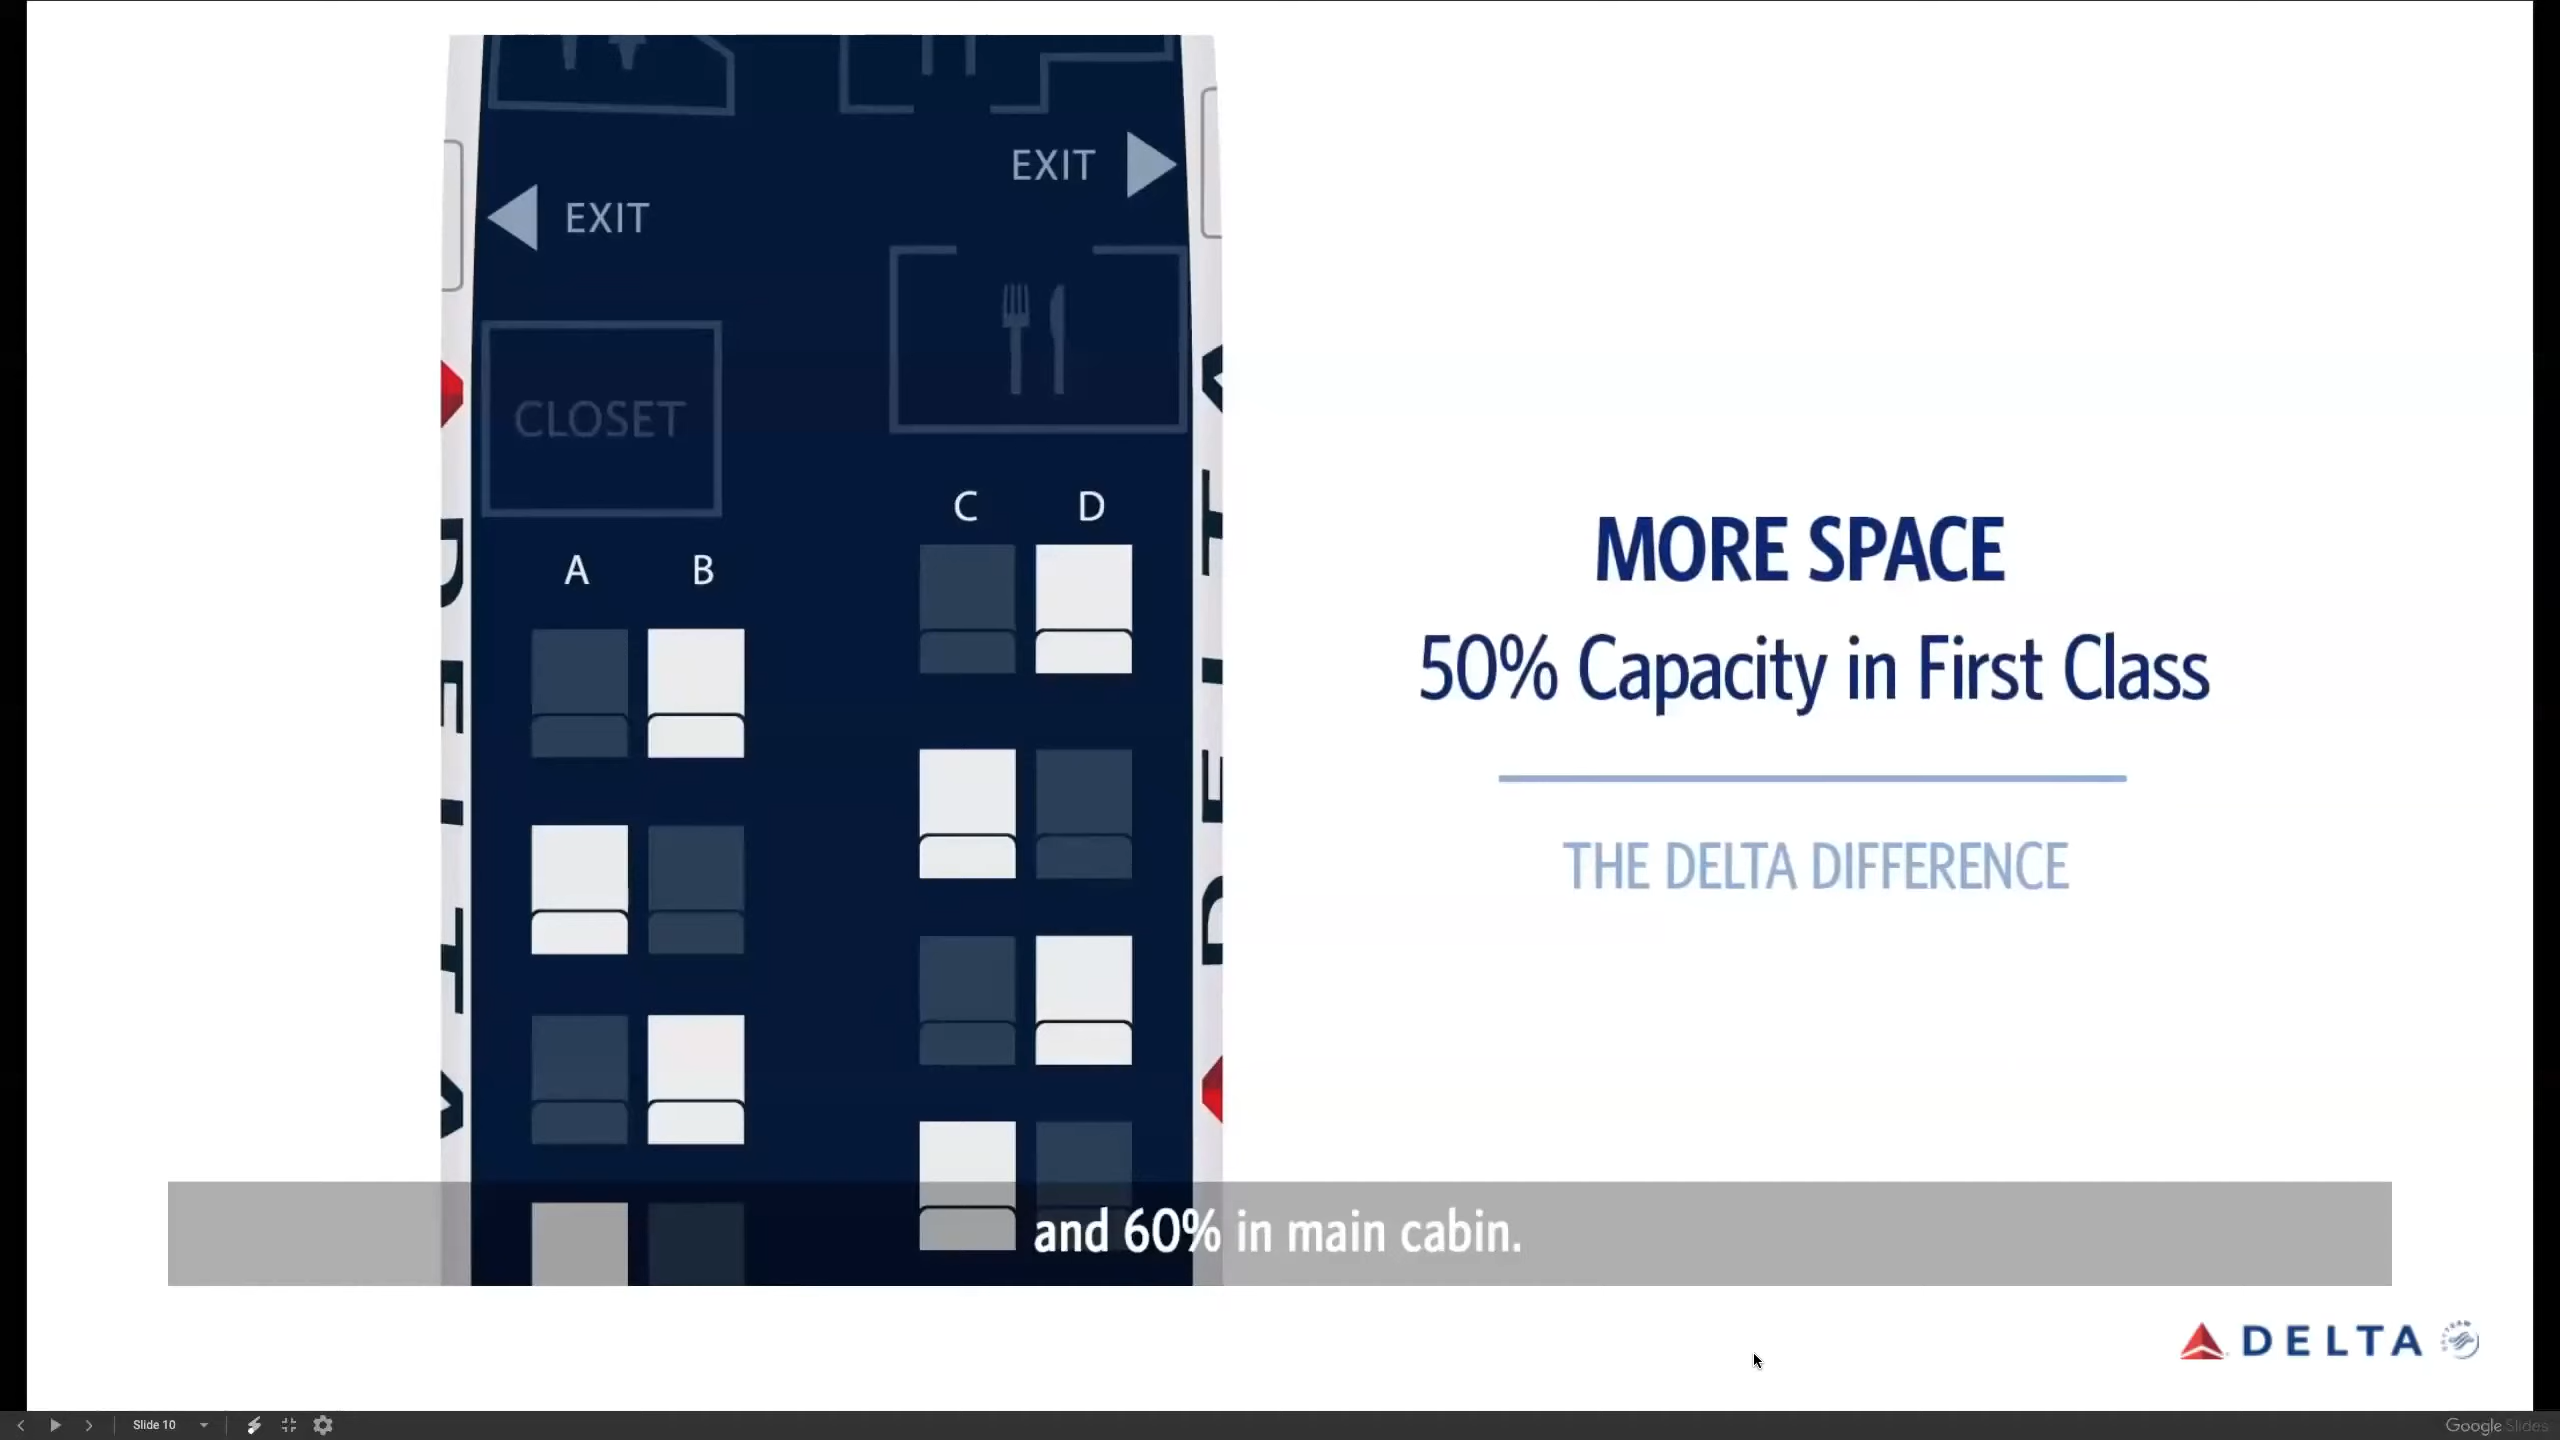 EXIT
EXIT
CLOSET
C D
A B
DELTA
DELTA
MORE SPACE
50% Capacity in First Class
THE DELTA DIFFERENCE
and 60% in main cabin.
DELTA
Slide 10
Google Slides